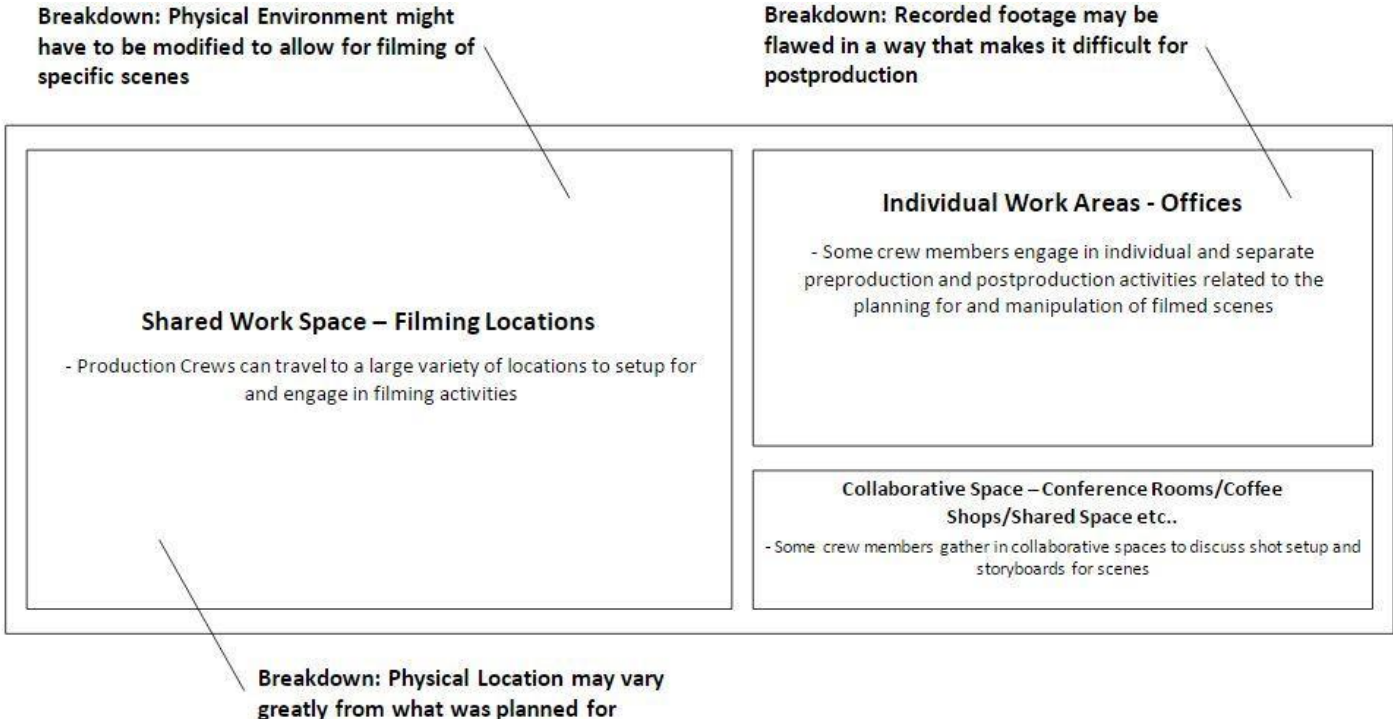 Breakdown: Physical Environment might
have to be modified to allow for filming of
specific scenes
Breakdown: Recorded footage may be
flawed in a way that makes it difficult for
postproduction
Shared Work Space – Filming Locations
- Production Crews can travel to a large variety of locations to setup for
and engage in filming activities
Individual Work Areas - Offices
- Some crew members engage in individual and separate
preproduction and postproduction activities related to the
planning for and manipulation of filmed scenes
Collaborative Space – Conference Rooms/Coffee
Shops/Shared Space etc..
- Some crew members gather in collaborative spaces to discuss shot setup and
storyboards for scenes
Breakdown: Physical Location may vary
greatly from what was planned for